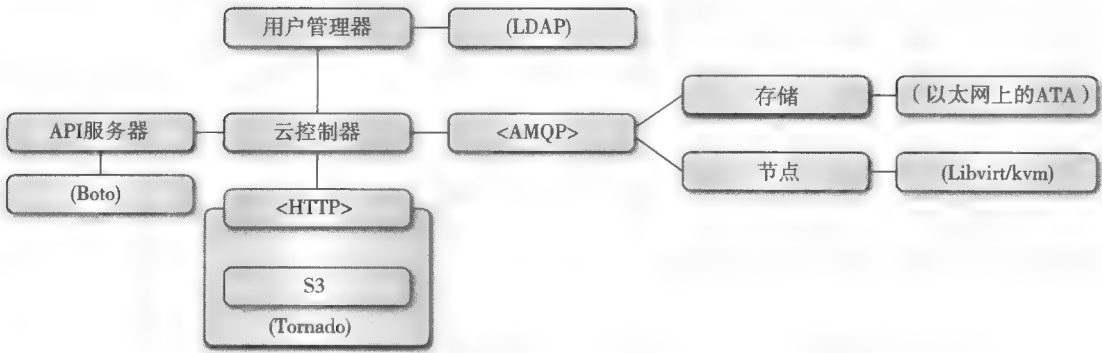 用户管理器
(LDAP)
存储
（以太网上的ATA）
API服务器
云控制器
<AMQP>
节点
(Libvirt/kvm)
(Boto)
<HTTP>
S3
(Tornado)